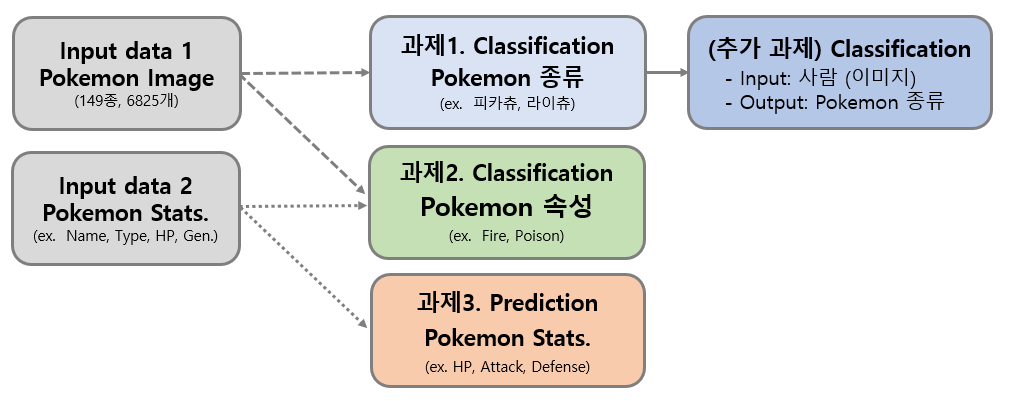 Input data 1
Pokemon Image
(149종, 6825개)
과제1. Classification
Pokemon 종류
(ex. 피카츄, 라이츄)
(추가 과제) Classification
- Input: 사람 (이미지)
- Output: Pokemon 종류
Input data 2
Pokemon Stats.
(ex. Name, Type, HP, Gen.)
과제2. Classification
Pokemon 속성
(ex. Fire, Poison)
과제3. Prediction
Pokemon Stats.
(ex. HP, Attack, Defense)